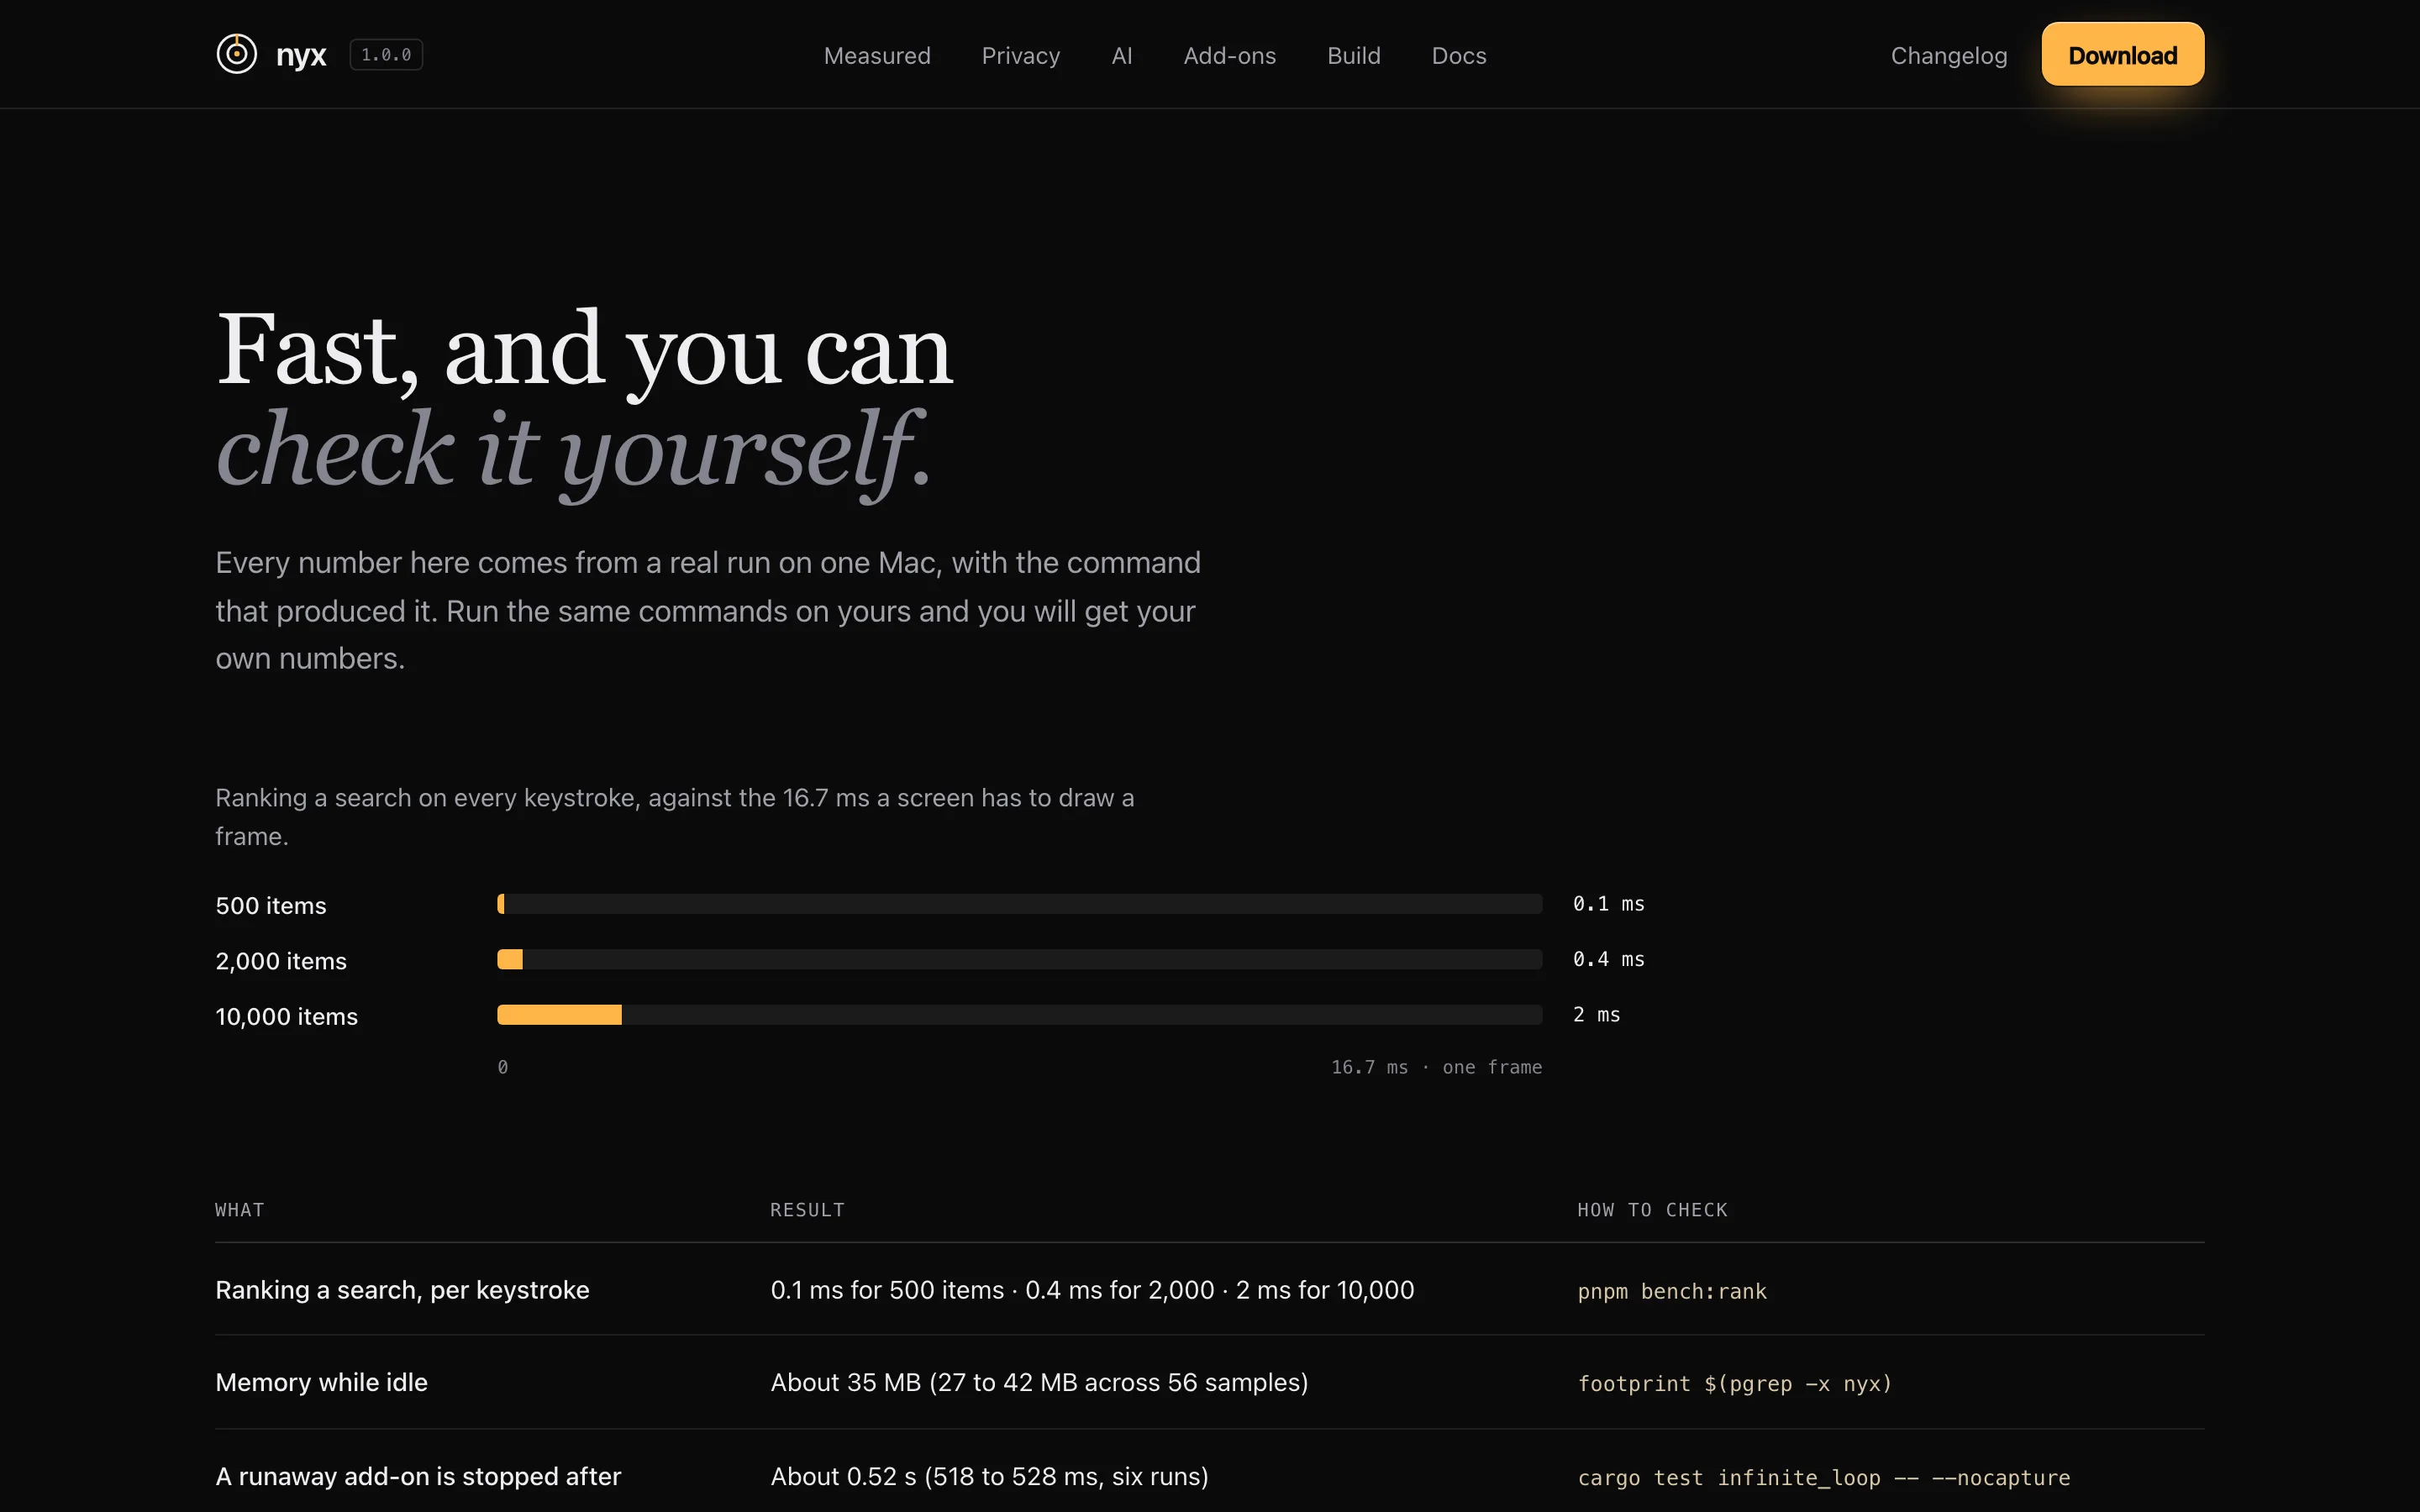 nyx 1.0.0 Measured Privacy AI Add-ons Build Docs Changelog Download
Fast, and you can
check it yourself.
Every number here comes from a real run on one Mac, with the command
that produced it. Run the same commands on yours and you will get your
own numbers.
Ranking a search on every keystroke, against the 16.7 ms a screen has to draw a
frame.
500 items 0.1 ms
2,000 items 0.4 ms
10,000 items 2 ms
0 16.7 ms · one frame
WHAT RESULT HOW TO CHECK
Ranking a search, per keystroke 0.1 ms for 500 items · 0.4 ms for 2,000 · 2 ms for 10,000 pnpm bench:rank
Memory while idle About 35 MB (27 to 42 MB across 56 samples) footprint $(pgrep -x nyx)
A runaway add-on is stopped after About 0.52 s (518 to 528 ms, six runs) cargo test infinite_loop -- --nocapture